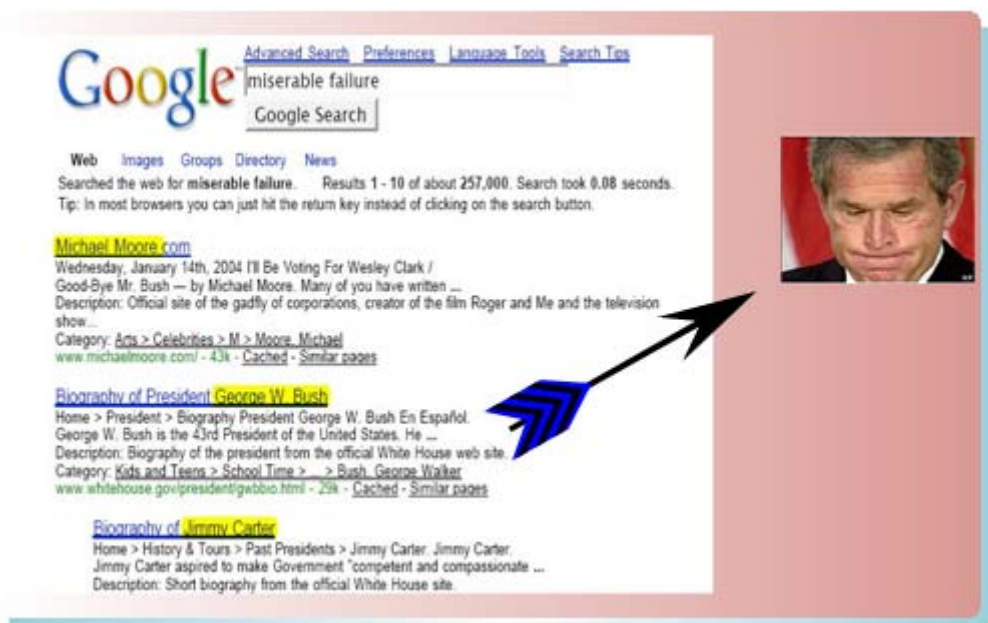 Google
Advanced Search Preferences Language Tools Search Tips
miserable failure
Google Search
Web Images Groups Directory News
Searched the web for miserable failure. Results 1 - 10 of about 257,000. Search took 0.08 seconds.
Tip: In most browsers you can just hit the return key instead of clicking on the search button.
Michael Moore.com
Wednesday, January 14th, 2004 I'll Be Voting For Wesley Clark /
Good-Bye Mr. Bush — by Michael Moore. Many of you have written ...
Description: Official site of the gadfly of corporations, creator of the film Roger and Me and the television
show...
Category: Arts > Celebrities > M > Moore, Michael
www.michaelmoore.com/ - 43k - Cached - Similar pages
Biography of President George W. Bush
Home > President > Biography President George W. Bush En Español.
George W. Bush is the 43rd President of the United States. He ...
Description: Biography of the president from the official White House web site.
Category: Kids and Teens > School Time > ... > Bush, George Walker
www.whitehouse.gov/president/gwbbio.html - 29k - Cached - Similar pages
Biography of Jimmy Carter
Home > History & Tours > Past Presidents > Jimmy Carter. Jimmy Carter.
Jimmy Carter aspired to make Government "competent and compassionate ...
Description: Short biography from the official White House site.